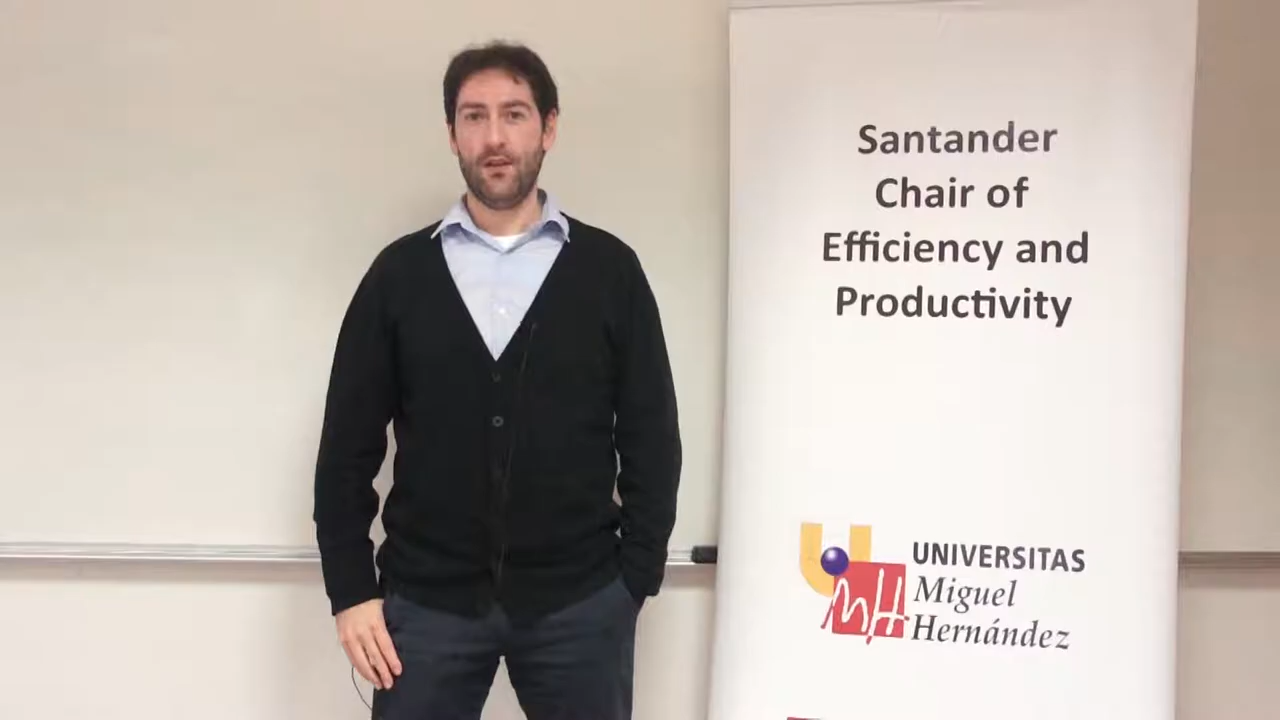 Santander
Chair of
Efficiency and
Productivity
UNIVERSITAS
Miguel
Hernández